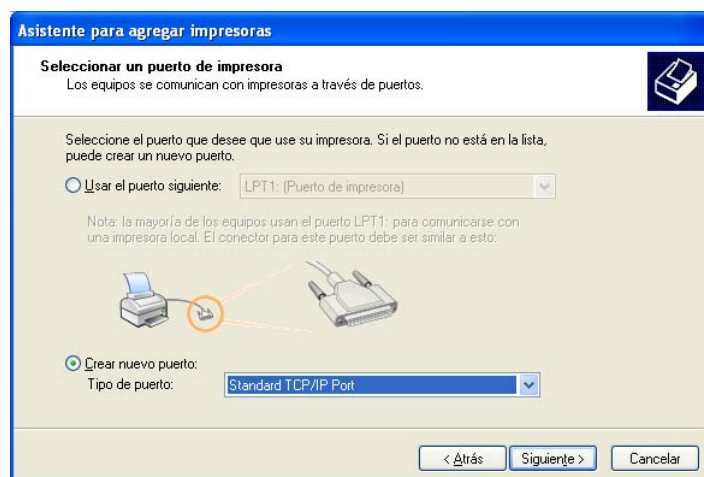 Asistente para agregar impresoras
Seleccionar un puerto de impresora
Los equipos se comunican con impresoras a través de puertos.
Seleccione el puerto que desee que use su impresora. Si el puerto no está en la lista,
puede crear un nuevo puerto.
Usar el puerto siguiente: LPT1: (Puerto de impresora)
Nota: la mayoría de los equipos usan el puerto LPT1: para comunicarse con
una impresora local. El conector para este puerto debe ser similar a esto:
Crear nuevo puerto:
Tipo de puerto: Standard TCP/IP Port
< Atrás Siguiente > Cancelar